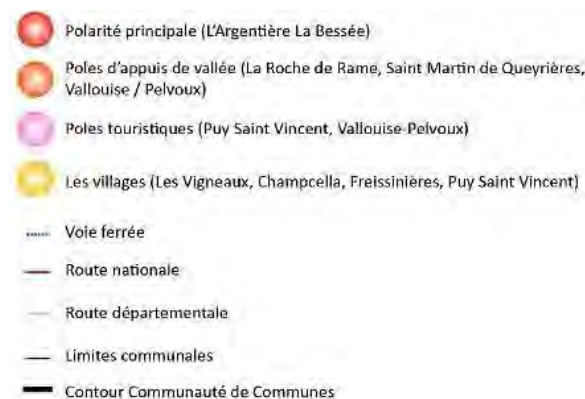 Polarité principale (L'Argentière La Bessée)
Poles d'appuis de vallée (La Roche de Rame, Saint Martin de Queyrières,
Vallouise / Pelvoux)
Poles touristiques (Puy Saint Vincent, Vallouise-Pelvoux)
Les villages (Les Vigneaux, Champcella, Freissinières, Puy Saint Vincent)
Voie ferrée
Route nationale
Route départementale
Limites communales
Contour Communauté de Communes